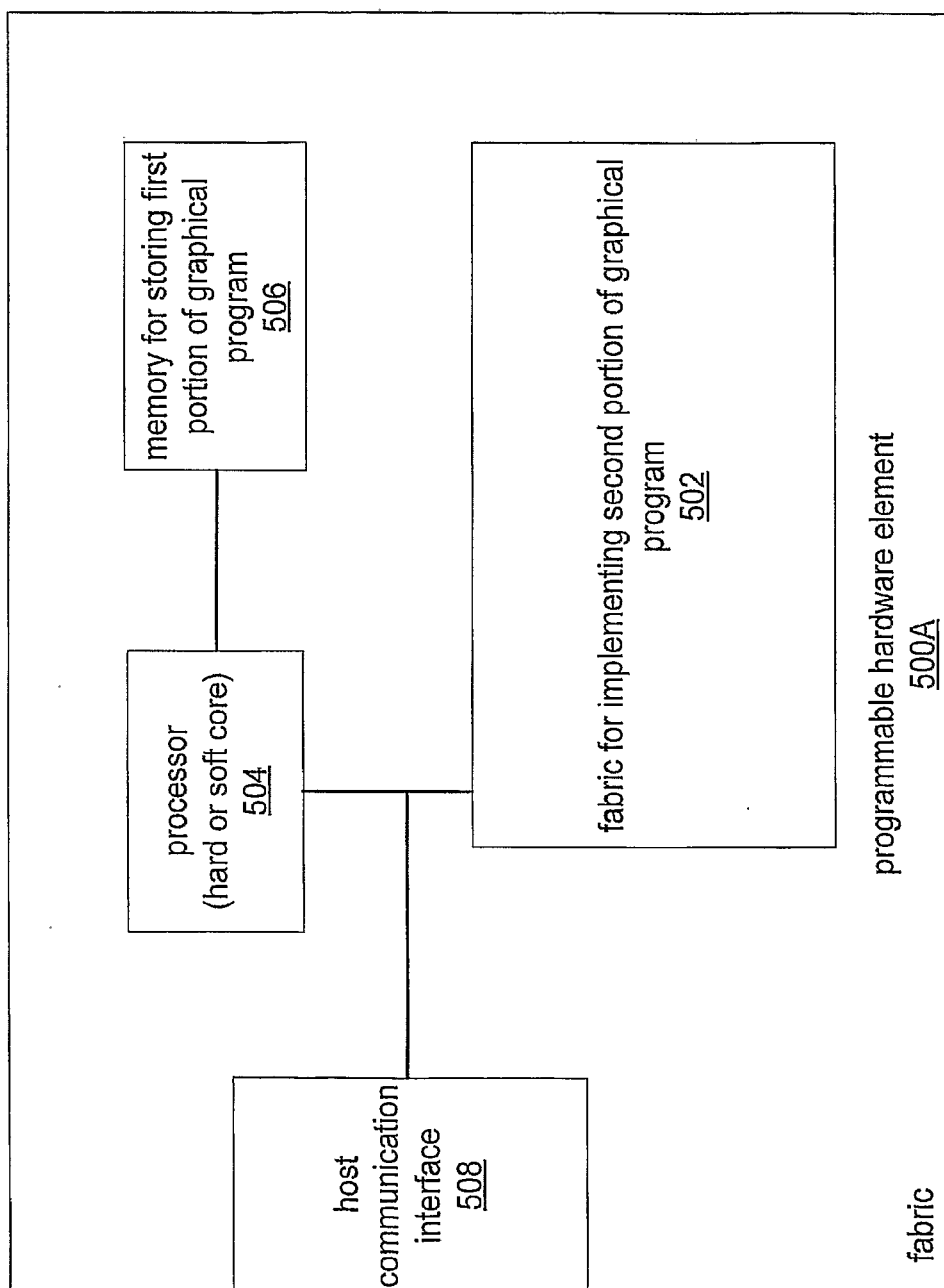 host
communication
interface
508
processor
(hard or soft core)
504
memory for storing first
portion of graphical
program
506
fabric for implementing second portion of graphical
program
502
programmable hardware element
500A
fabric